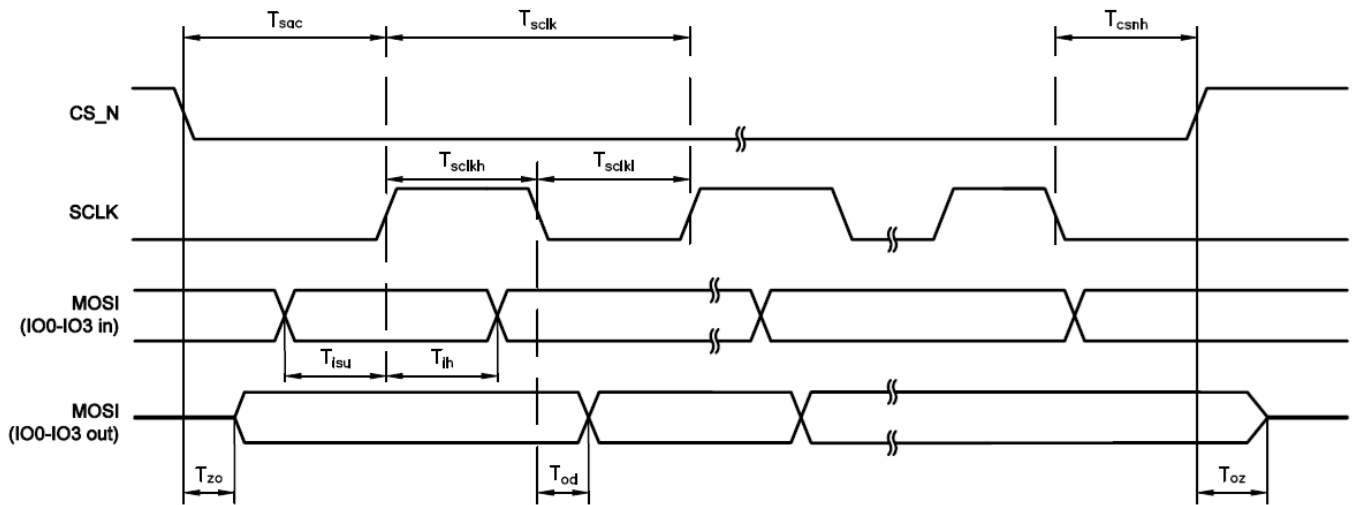 Tsac Tsclk Tcsnh
CS_N
Tsclkh Tsclkl
SCLK
MOSI
(IO0-IO3 in)
Tisu Tih
MOSI
(IO0-IO3 out)
Tzo Tod Toz